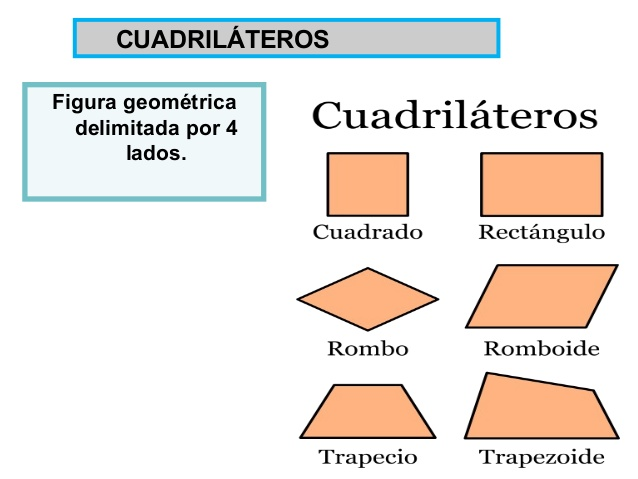 CUADRILÁTEROS
Figura geométrica
delimitada por 4
lados.
Cuadriláteros
Cuadrado
Rectángulo
Rombo
Romboide
Trapecio
Trapezoide